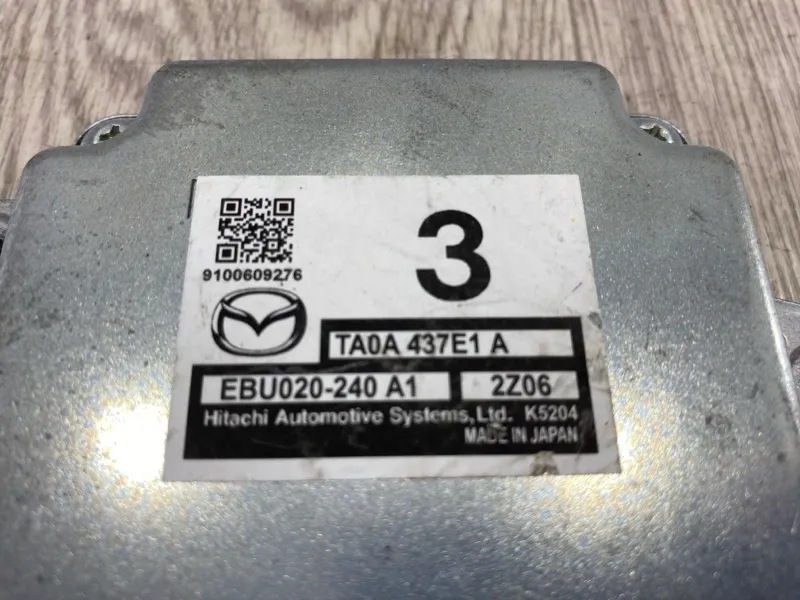 3
9100609276
TA0A 437E1 A
EBU020-240 A1 2Z06
Hitachi Automotive Systems,Ltd. K5204
MADE IN JAPAN